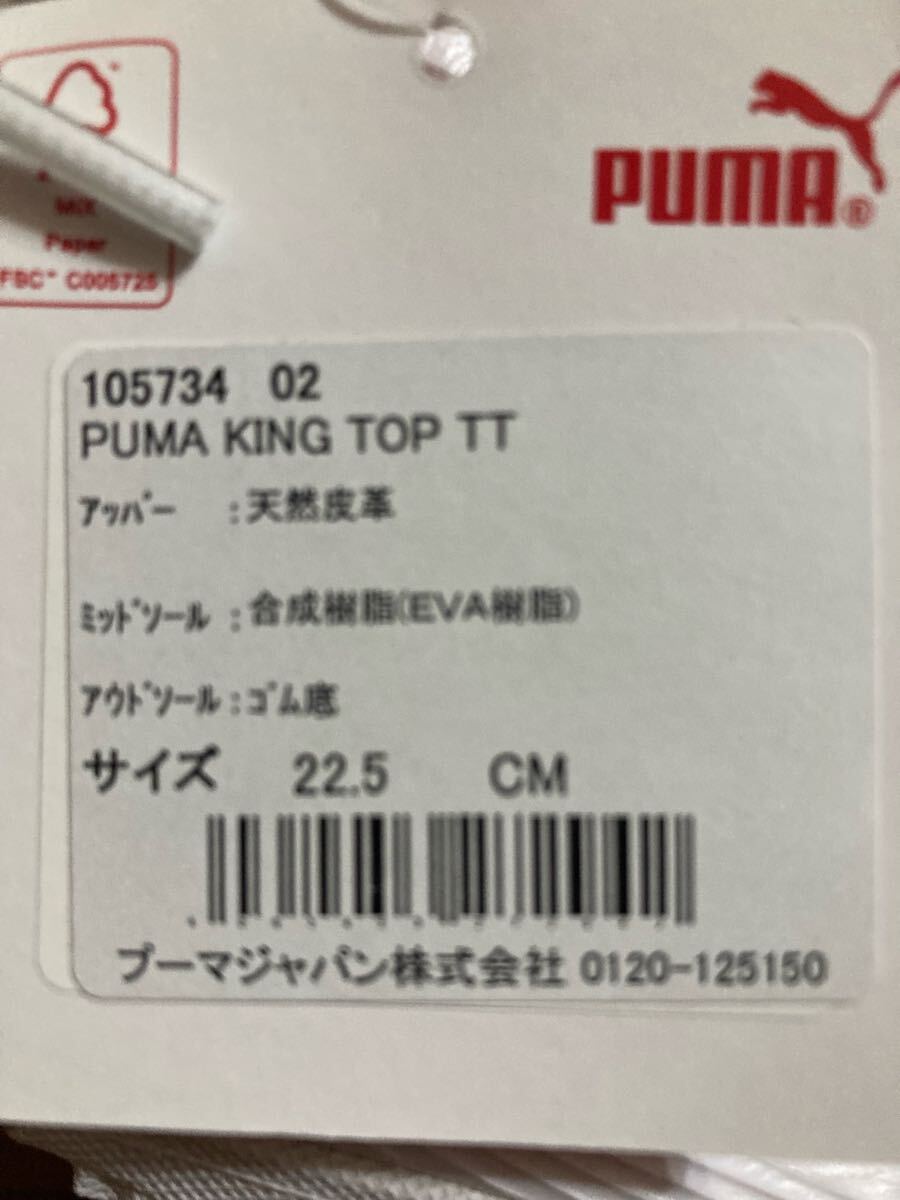 MIX
Paper
FSC™ C005725
PUMA®
105734 02
PUMA KING TOP TT
ｱｯﾊﾟｰ :天然皮革
ﾐｯﾄﾞｿｰﾙ :合成樹脂(EVA樹脂)
ｱｳﾄﾞｿｰﾙ:ｺﾞﾑ底
サイズ 22.5 CM
プーマジャパン株式会社 0120-125150